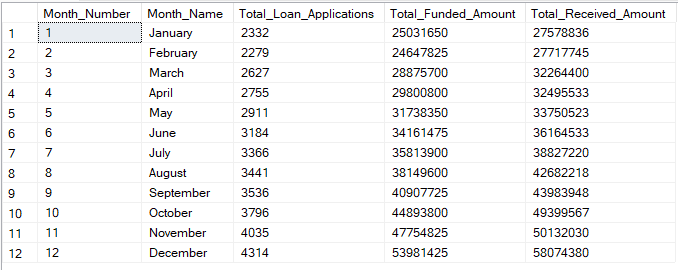 Month_Number Month_Name Total_Loan_Applications Total_Funded_Amount Total_Received_Amount
1 1 January 2332 25031650 27578836
2 2 February 2279 24647825 27717745
3 3 March 2627 28875700 32264400
4 4 April 2755 29800800 32495533
5 5 May 2911 31738350 33750523
6 6 June 3184 34161475 36164533
7 7 July 3366 35813900 38827220
8 8 August 3441 38149600 42682218
9 9 September 3536 40907725 43983948
10 10 October 3796 44893800 49399567
11 11 November 4035 47754825 50132030
12 12 December 4314 53981425 58074380